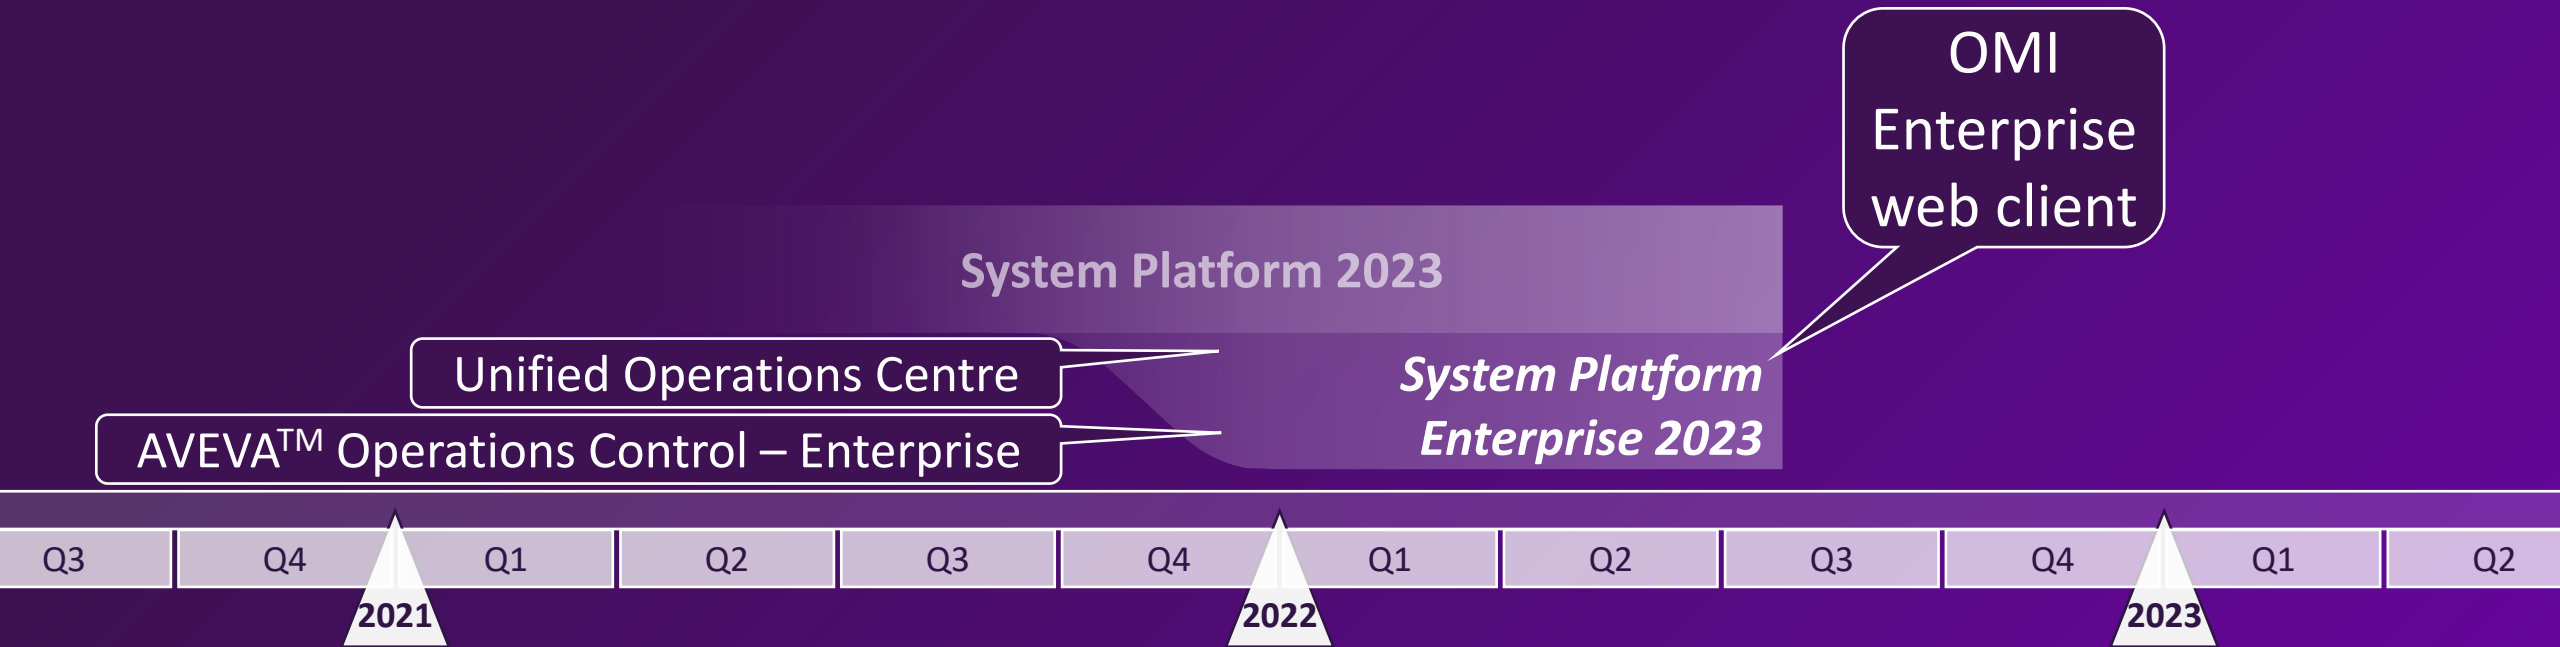 OMI
Enterprise
web client
System Platform 2023
Unified Operations Centre
System Platform
Enterprise 2023
AVEVA™ Operations Control – Enterprise
Q3 Q4 Q1 Q2 Q3 Q4 Q1 Q2 Q3 Q4 Q1 Q2
2021 2022 2023